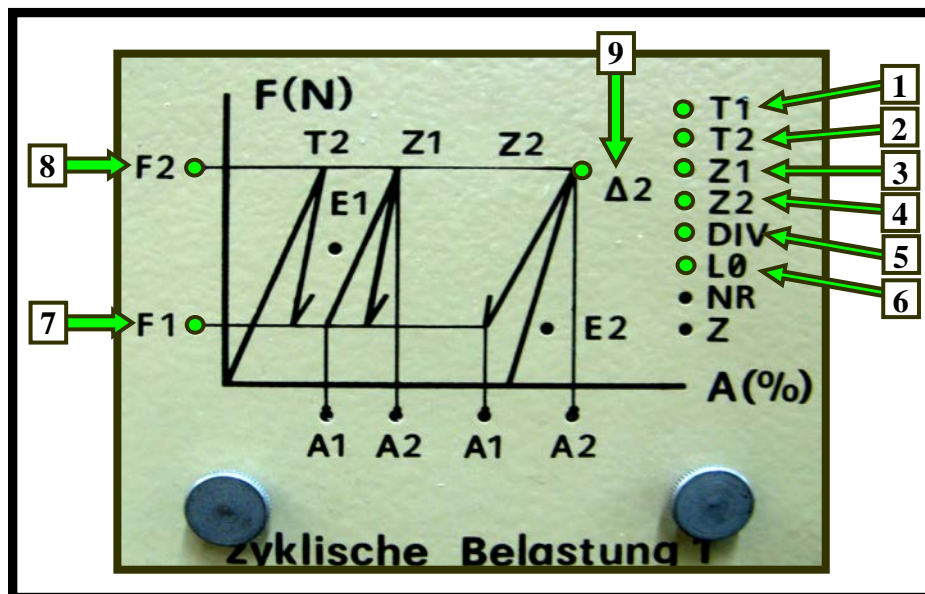 9
F(N)
T1
1
T2
Z1
Z2
T2
2
8
F2
Z1
3
Δ2
E1
Z2
4
DIV
5
L0
6
7
F1
NR
E2
Z
A(%)
A1
A2
A1
A2
Zyklische Belastung 1